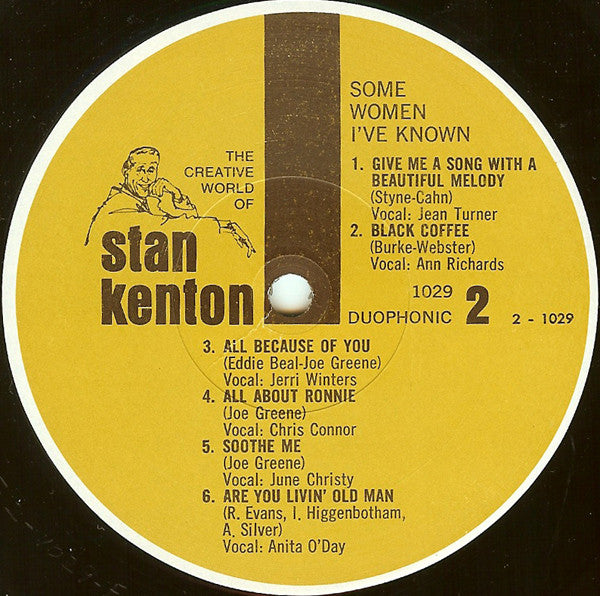 THE
CREATIVE
WORLD
OF
stan
kenton
SOME
WOMEN
I'VE KNOWN
1. GIVE ME A SONG WITH A
BEAUTIFUL MELODY
(Styne-Cahn)
Vocal: Jean Turner
2. BLACK COFFEE
(Burke-Webster)
Vocal: Ann Richards
1029
DUOPHONIC 2 2 - 1029
3. ALL BECAUSE OF YOU
(Eddie Beal-Joe Greene)
Vocal: Jerri Winters
4. ALL ABOUT RONNIE
(Joe Greene)
Vocal: Chris Connor
5. SOOTHE ME
(Joe Greene)
Vocal: June Christy
6. ARE YOU LIVIN' OLD MAN
(R. Evans, I. Higgenbotham,
A. Silver)
Vocal: Anita O'Day